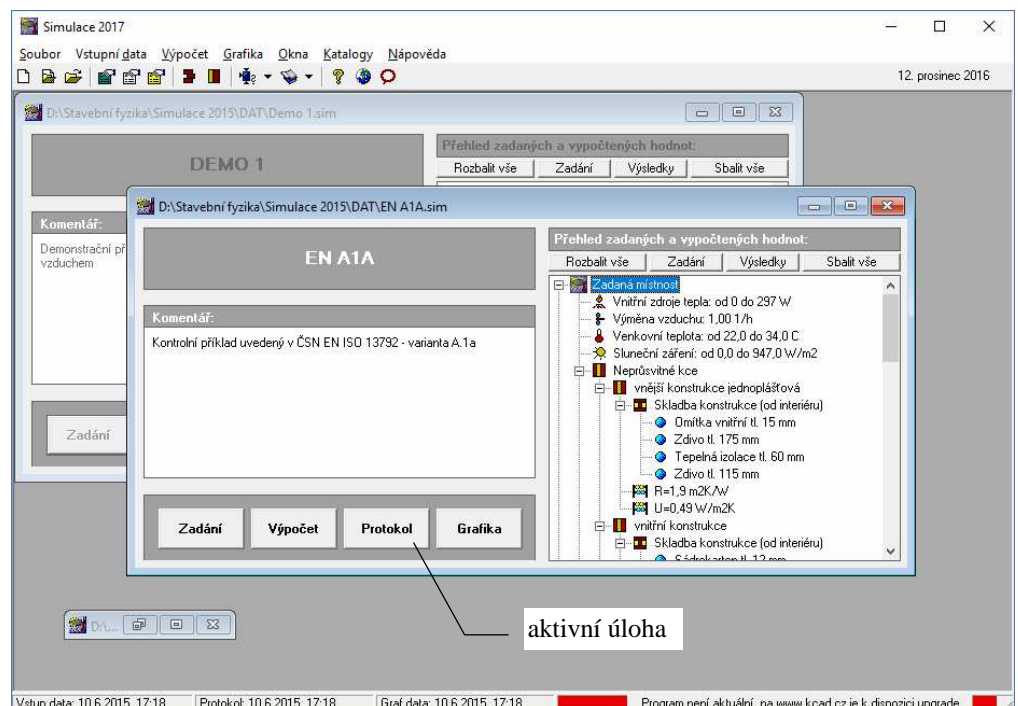 Simulace 2017
Soubor Vstupní data Výpočet Grafika Okna Katalogy Nápověda
12. prosinec 2016
D:\Stavební fyzika\Simulace 2015\DAT\Demo 1.sim
DEMO 1
Přehled zadaných a vypočtených hodnot:
Rozbalit vše Zadání Výsledky Sbalit vše
Komentář:
Demonstrační př
vzduchem
Zadání
D:\Stavební fyzika\Simulace 2015\DAT\EN A1A.sim
EN A1A
Komentář:
Kontrolní příklad uvedený v ČSN EN ISO 13792 - varianta A.1a
Zadání Výpočet Protokol Grafika
Přehled zadaných a vypočtených hodnot:
Rozbalit vše Zadání Výsledky Sbalit vše
Zadaná místnost
Vnitřní zdroje tepla: od 0 do 297 W
Výměna vzduchu: 1,00 1/h
Venkovní teplota: od 22,0 do 34,0 C
Sluneční záření: od 0,0 do 947,0 W/m2
Neprůsvitné kce
vnější konstrukce jednoplášťová
Skladba konstrukce (od interiéru)
Omítka vnitřní tl. 15 mm
Zdivo tl. 175 mm
Tepelná izolace tl. 60 mm
Zdivo tl. 115 mm
R=1,9 m2K/W
U=0,49 W/m2K
vnitřní konstrukce
Skladba konstrukce (od interiéru)
Sádrokarton tl. 12 mm
D:\...
aktivní úloha
Vstup.data: 10.6.2015, 17:18 Protokol: 10.6.2015, 17:18 Graf.data: 10.6.2015, 17:18 Program není aktuální, na www.kcad.cz je k dispozici upgrade